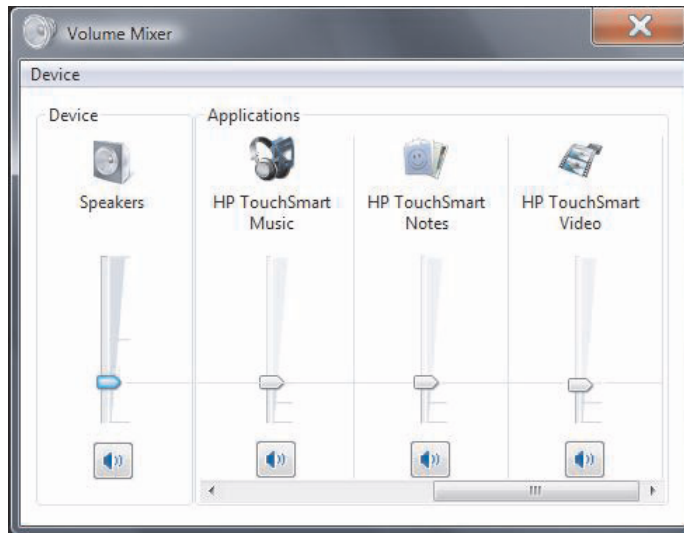 Volume Mixer
Device
Device
Applications
Speakers
HP TouchSmart
Music
HP TouchSmart
Notes
HP TouchSmart
Video